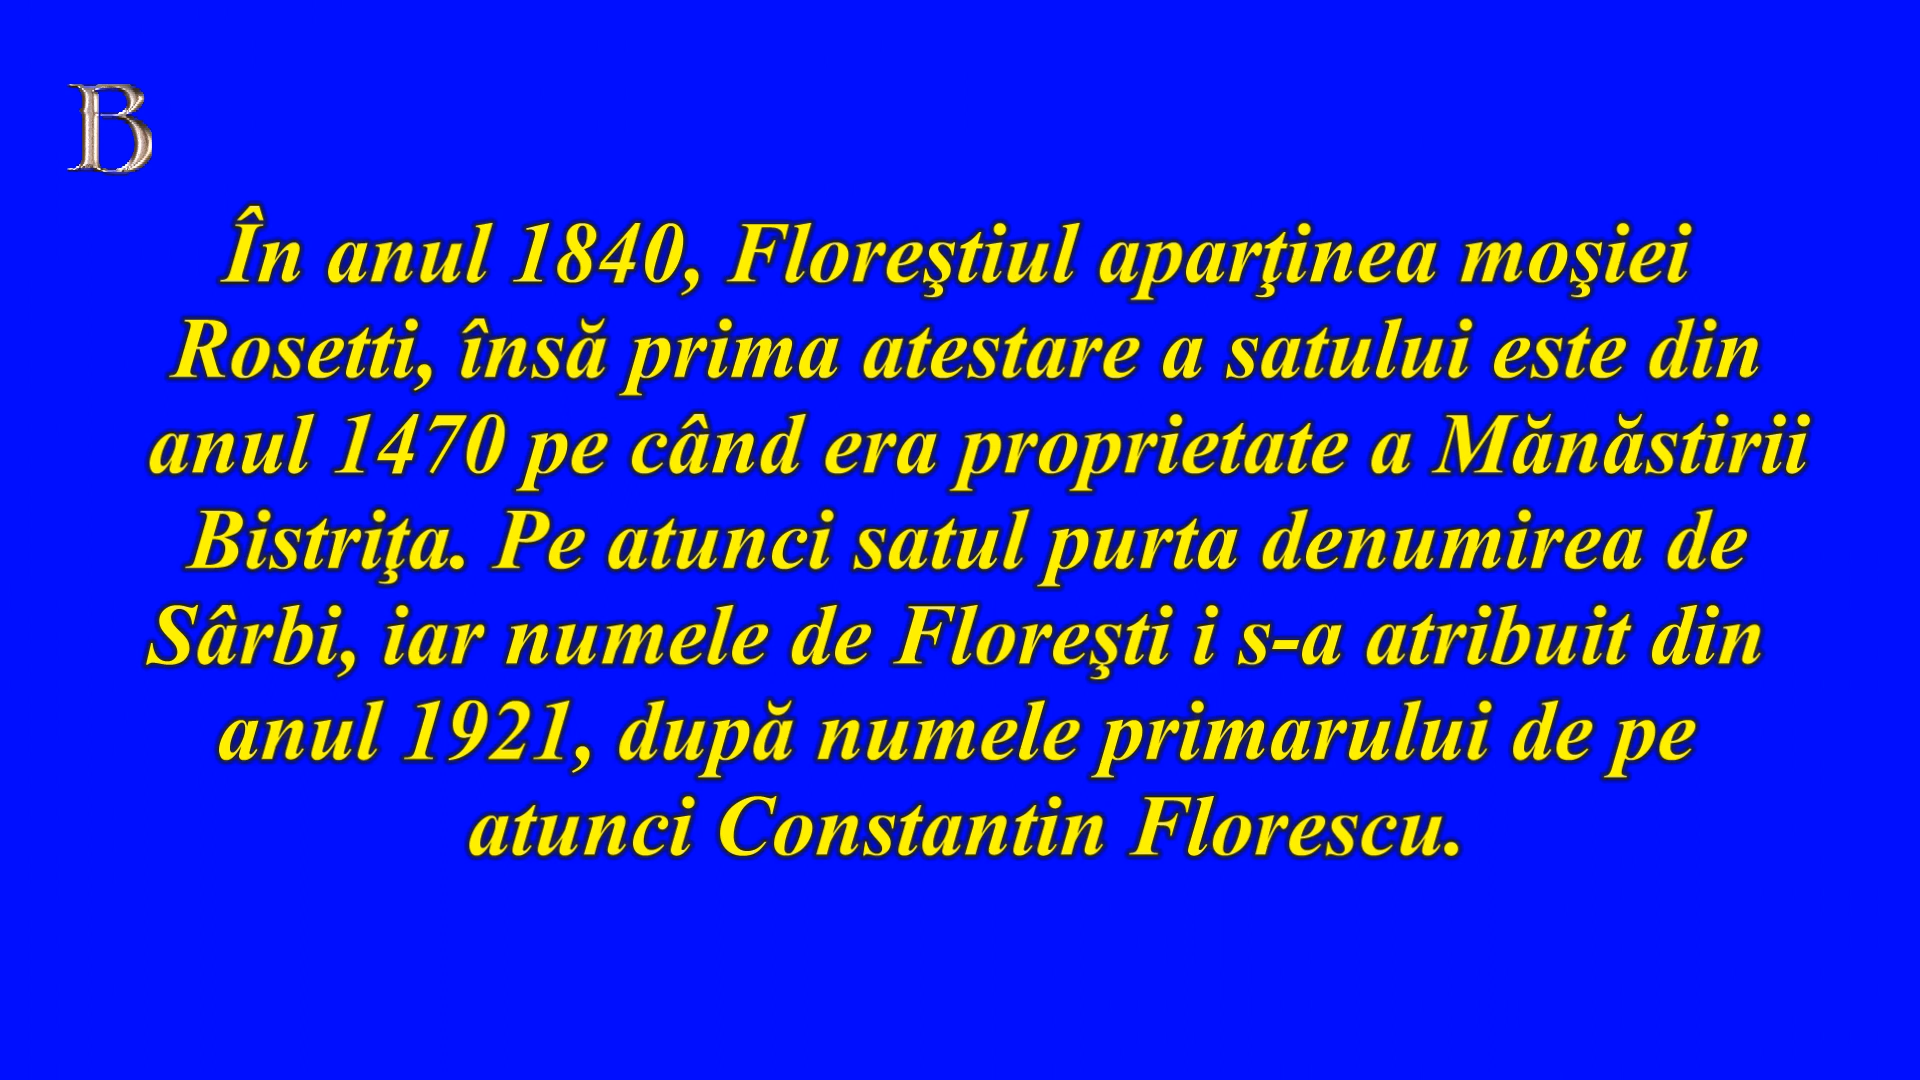 B
În anul 1840, Floreştiul aparţinea moşiei
Rosetti, însă prima atestare a satului este din
anul 1470 pe când era proprietate a Mănăstirii
Bistriţa. Pe atunci satul purta denumirea de
Sârbi, iar numele de Floreşti i s-a atribuit din
anul 1921, după numele primarului de pe
atunci Constantin Florescu.